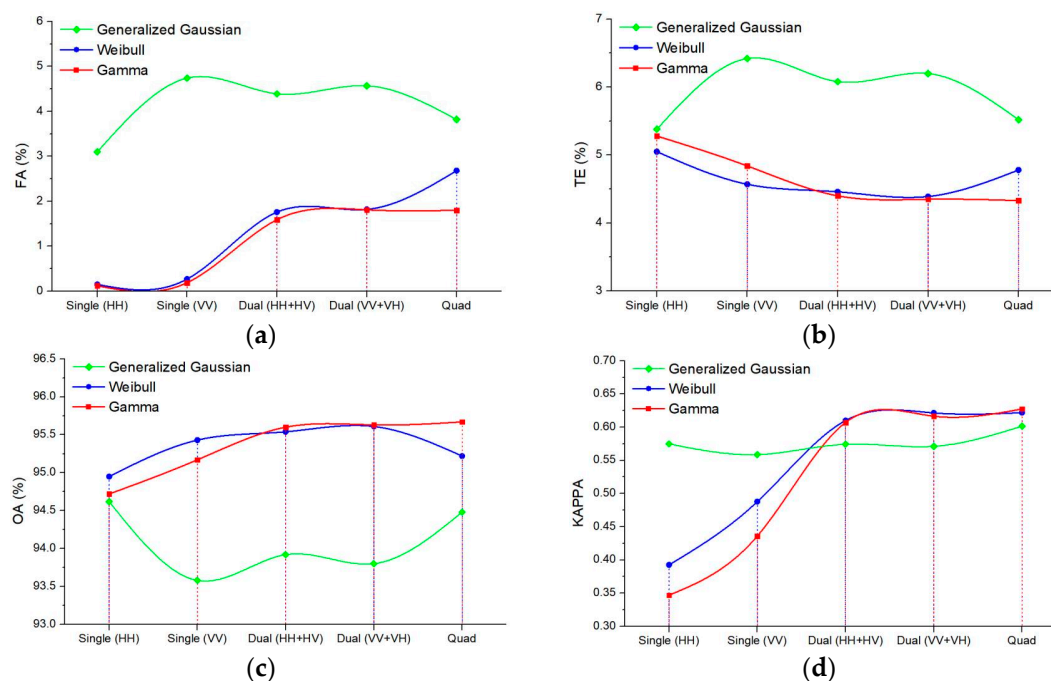 6
5
4
3
2
1
0
FA (%)
Generalized Gaussian
Weibull
Gamma
Single (HH)
Single (VV)
Dual (HH+HV)
Dual (VV+VH)
Quad
(a)
7
6
5
4
3
TE (%)
Generalized Gaussian
Weibull
Gamma
Single (HH)
Single (VV)
Dual (HH+HV)
Dual (VV+VH)
Quad
(b)
96.5
96.0
95.5
95.0
94.5
94.0
93.5
93.0
OA (%)
Generalized Gaussian
Weibull
Gamma
Single (HH)
Single (VV)
Dual (HH+HV)
Dual (VV+VH)
Quad
(c)
0.70
0.65
0.60
0.55
0.50
0.45
0.40
0.35
0.30
KAPPA
Generalized Gaussian
Weibull
Gamma
Single (HH)
Single (VV)
Dual (HH+HV)
Dual (VV+VH)
Quad
(d)